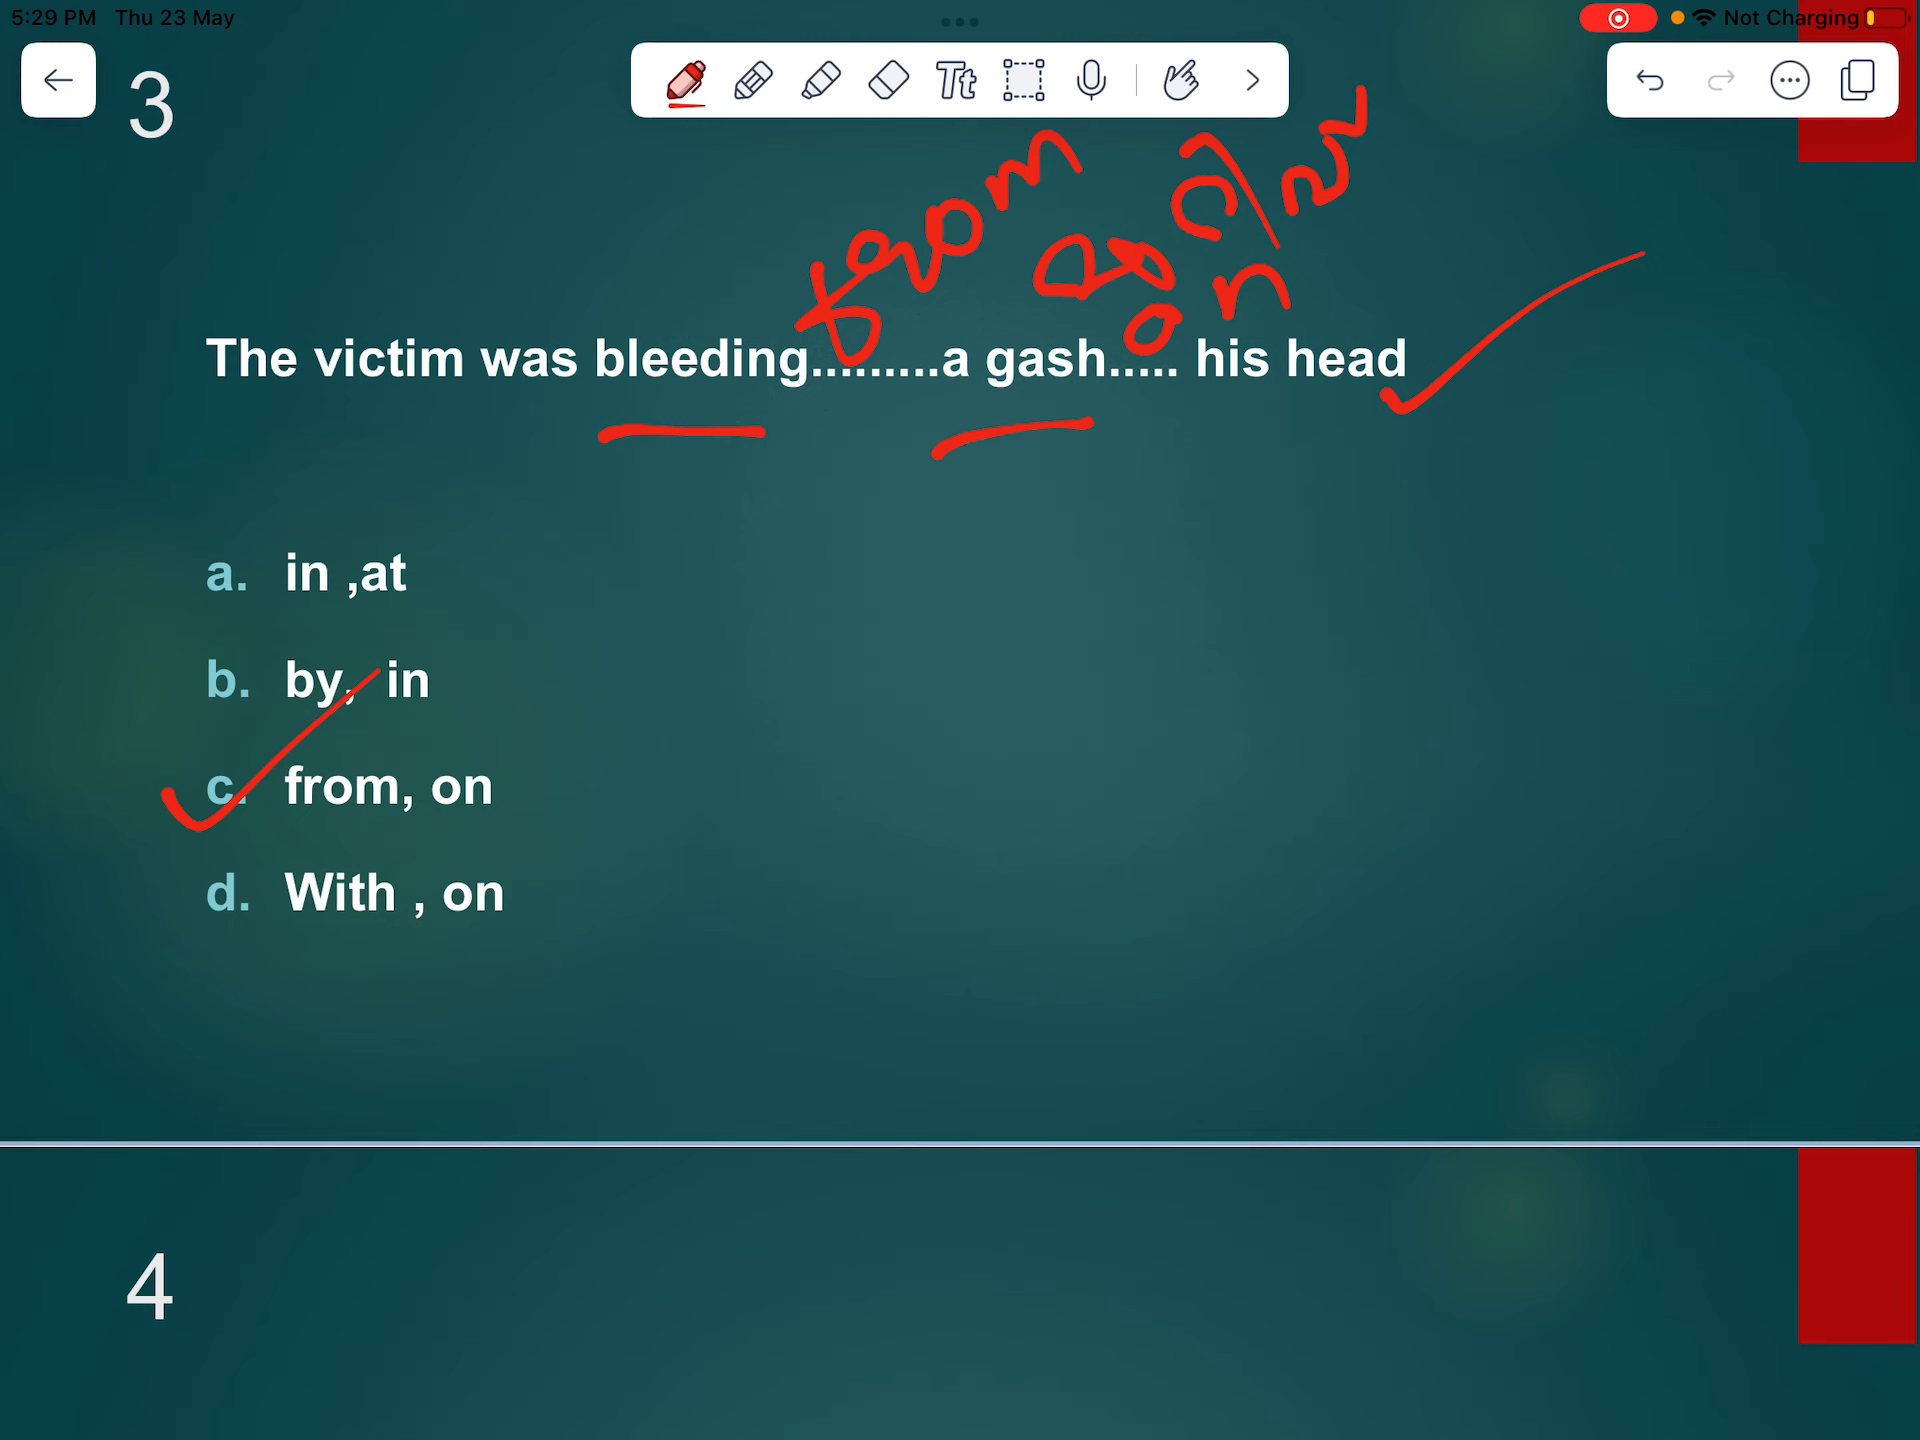 5:29 PM Thu 23 May
Not Charging
3
Tt
from
on
The victim was bleeding.........a gash..... his head
a. in ,at
b. by, in
c. from, on
d. With , on
4